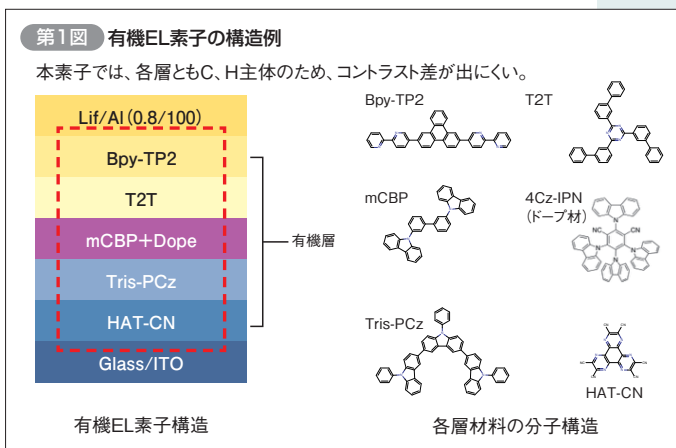 第1図 有機EL素子の構造例
本素子では、各層ともC、H主体のため、コントラスト差が出にくい。
Lif/Al(0.8/100)
Bpy-TP2
T2T
mCBP+Dope
Tris-PCz
HAT-CN
Glass/ITO
有機層
有機EL素子構造
Bpy-TP2
T2T
mCBP
4Cz-IPN
(ドープ材)
NC
CN
Tris-PCz
HAT-CN
各層材料の分子構造